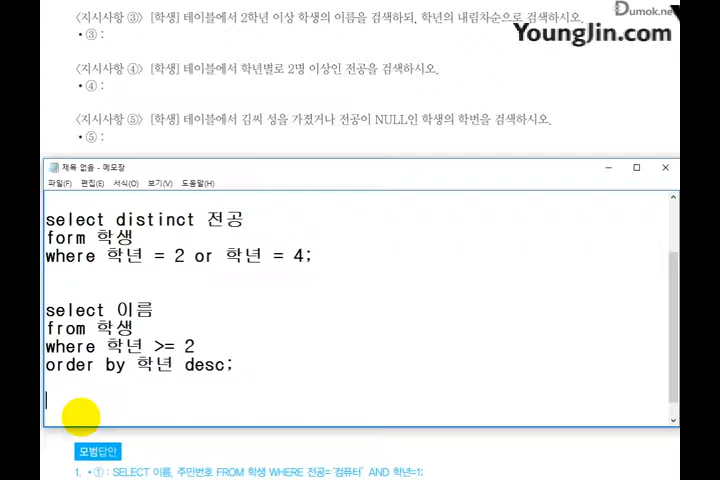 Dumok.ne
YoungJin.com
〈지시사항 ③〉 [학생] 테이블에서 2학년 이상 학생의 이름을 검색하되, 학년의 내림차순으로 검색하시오.
• ③ :
〈지시사항 ④〉 [학생] 테이블에서 학년별로 2명 이상인 전공을 검색하시오.
• ④ :
〈지시사항 ⑤〉 [학생] 테이블에서 김씨 성을 가졌거나 전공이 NULL인 학생의 학번을 검색하시오.
• ⑤ :
제목 없음 - 메모장
파일(F) 편집(E) 서식(O) 보기(V) 도움말(H)
select distinct 전공
form 학생
where 학년 = 2 or 학년 = 4;
select 이름
from 학생
where 학년 >= 2
order by 학년 desc;
모범답안
1. • ① : SELECT 이름, 주민번호 FROM 학생 WHERE 전공='컴퓨터' AND 학년=1;